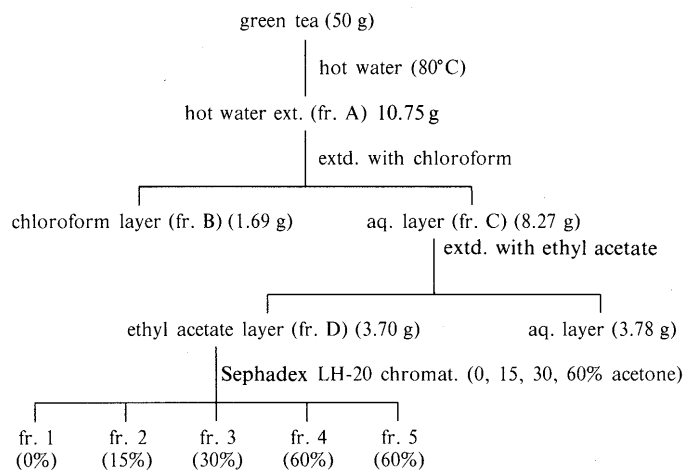 green tea (50 g)
hot water (80°C)
hot water ext. (fr. A) 10.75 g
extd. with chloroform
chloroform layer (fr. B) (1.69 g) aq. layer (fr. C) (8.27 g)
extd. with ethyl acetate
ethyl acetate layer (fr. D) (3.70 g) aq. layer (3.78 g)
Sephadex LH-20 chromat. (0, 15, 30, 60% acetone)
fr. 1 fr. 2 fr. 3 fr. 4 fr. 5
(0%) (15%) (30%) (60%) (60%)